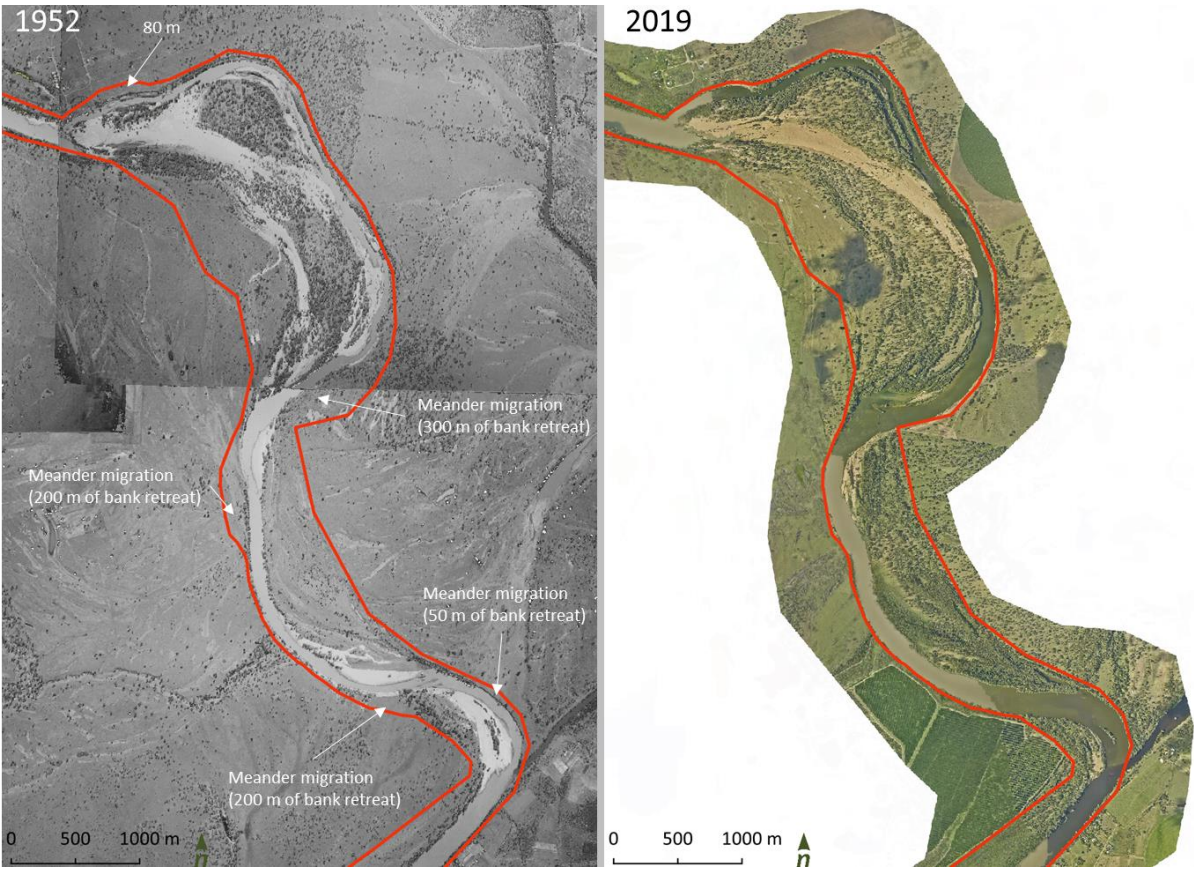 1952
80 m
Meander migration
(300 m of bank retreat)
Meander migration
(200 m of bank retreat)
Meander migration
(50 m of bank retreat)
Meander migration
(200 m of bank retreat)
0 500 1000 m
n
2019
0 500 1000 m
n